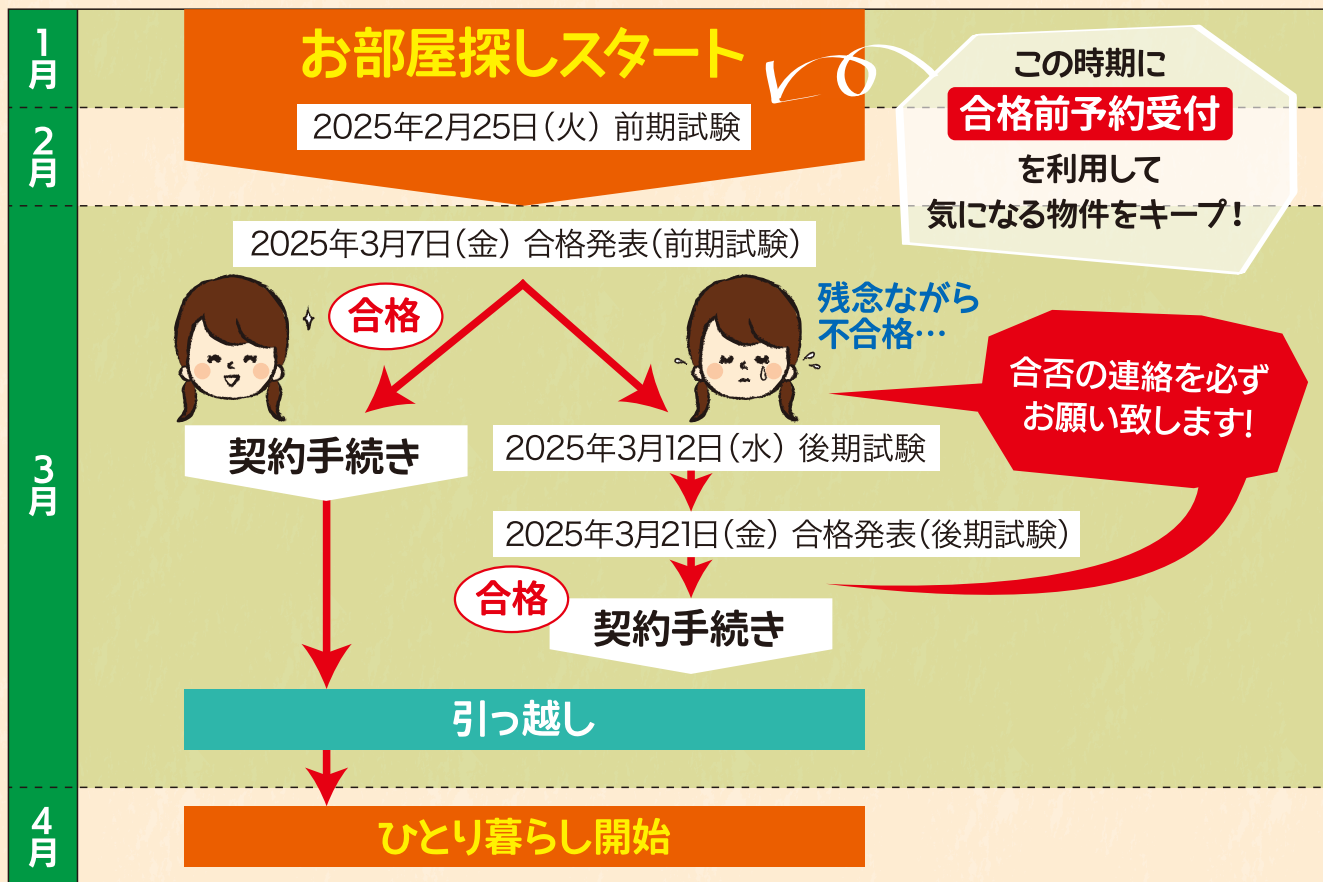 1月
お部屋探しスタート
この時期に
合格前予約受付
を利用して
気になる物件をキープ！
2月
2025年2月25日（火） 前期試験
3月
2025年3月7日（金） 合格発表（前期試験）
合格
残念ながら
不合格…
合否の連絡を必ず
お願い致します！
契約手続き
2025年3月12日（水） 後期試験
2025年3月21日（金） 合格発表（後期試験）
合格
契約手続き
引っ越し
4月
ひとり暮らし開始